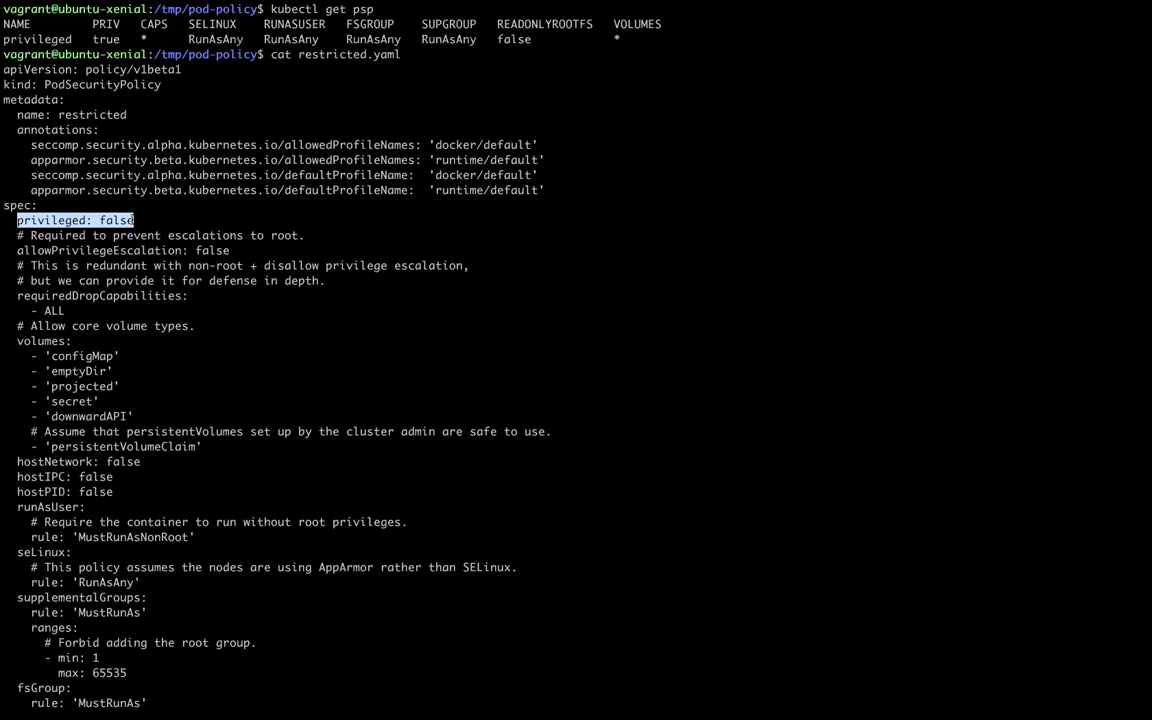 vagrant@ubuntu-xenial:/tmp/pod-policy$ kubectl get psp
NAME         PRIV   CAPS   SELINUX    RUNASUSER   FSGROUP    SUPGROUP   READONLYROOTFS   VOLUMES
privileged   true   *      RunAsAny   RunAsAny    RunAsAny   RunAsAny   false            *
vagrant@ubuntu-xenial:/tmp/pod-policy$ cat restricted.yaml
apiVersion: policy/v1beta1
kind: PodSecurityPolicy
metadata:
  name: restricted
  annotations:
    seccomp.security.alpha.kubernetes.io/allowedProfileNames: 'docker/default'
    apparmor.security.beta.kubernetes.io/allowedProfileNames: 'runtime/default'
    seccomp.security.alpha.kubernetes.io/defaultProfileName:  'docker/default'
    apparmor.security.beta.kubernetes.io/defaultProfileName:  'runtime/default'
spec:
  privileged: false
  # Required to prevent escalations to root.
  allowPrivilegeEscalation: false
  # This is redundant with non-root + disallow privilege escalation,
  # but we can provide it for defense in depth.
  requiredDropCapabilities:
    - ALL
  # Allow core volume types.
  volumes:
    - 'configMap'
    - 'emptyDir'
    - 'projected'
    - 'secret'
    - 'downwardAPI'
    # Assume that persistentVolumes set up by the cluster admin are safe to use.
    - 'persistentVolumeClaim'
  hostNetwork: false
  hostIPC: false
  hostPID: false
  runAsUser:
    # Require the container to run without root privileges.
    rule: 'MustRunAsNonRoot'
  seLinux:
    # This policy assumes the nodes are using AppArmor rather than SELinux.
    rule: 'RunAsAny'
  supplementalGroups:
    rule: 'MustRunAs'
    ranges:
      # Forbid adding the root group.
      - min: 1
        max: 65535
  fsGroup:
    rule: 'MustRunAs'